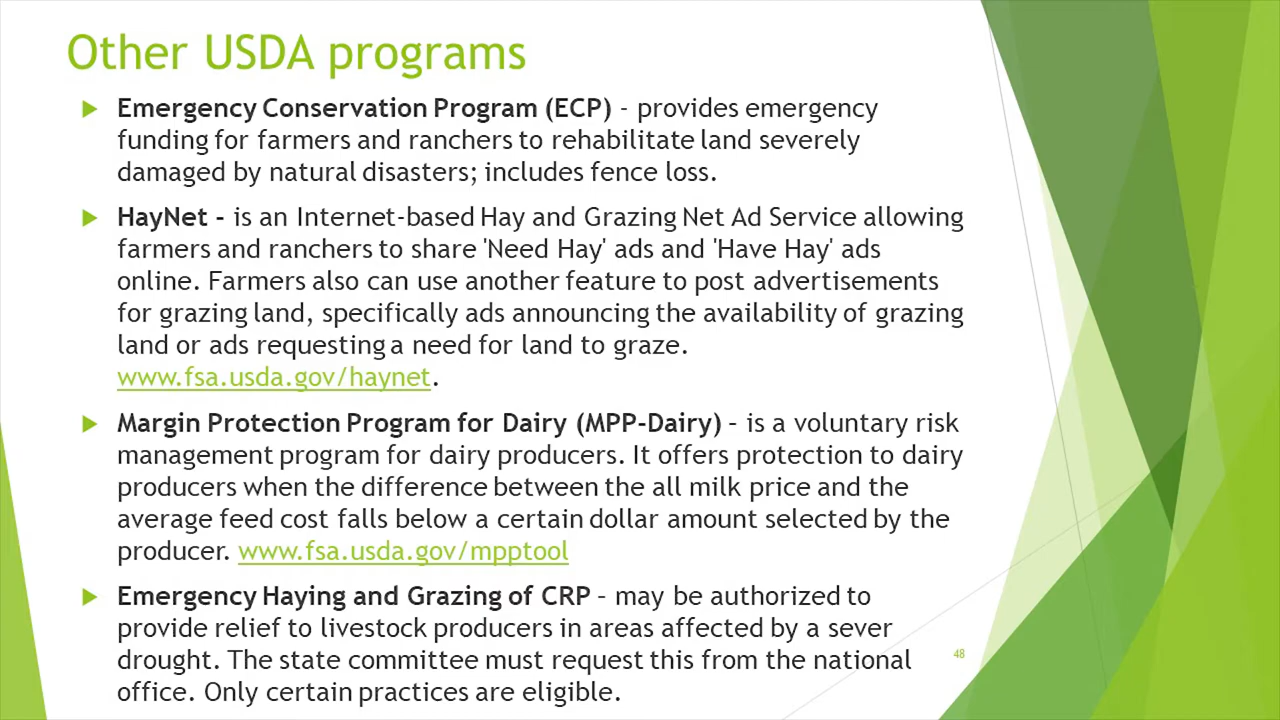 Other USDA programs
Emergency Conservation Program (ECP) - provides emergency
funding for farmers and ranchers to rehabilitate land severely
damaged by natural disasters; includes fence loss.
HayNet – is an Internet-based Hay and Grazing Net Ad Service allowing
farmers and ranchers to share 'Need Hay' ads and 'Have Hay' ads
online. Farmers also can use another feature to post advertisements
for grazing land, specifically ads announcing the availability of grazing
land or ads requesting a need for land to graze.
www.fsa.usda.gov/haynet.
Margin Protection Program for Dairy (MPP-Dairy) – is a voluntary risk
management program for dairy producers. It offers protection to dairy
producers when the difference between the all milk price and the
average feed cost falls below a certain dollar amount selected by the
producer. www.fsa.usda.gov/mpptool
Emergency Haying and Grazing of CRP – may be authorized to
provide relief to livestock producers in areas affected by a sever
drought. The state committee must request this from the national
office. Only certain practices are eligible.
48